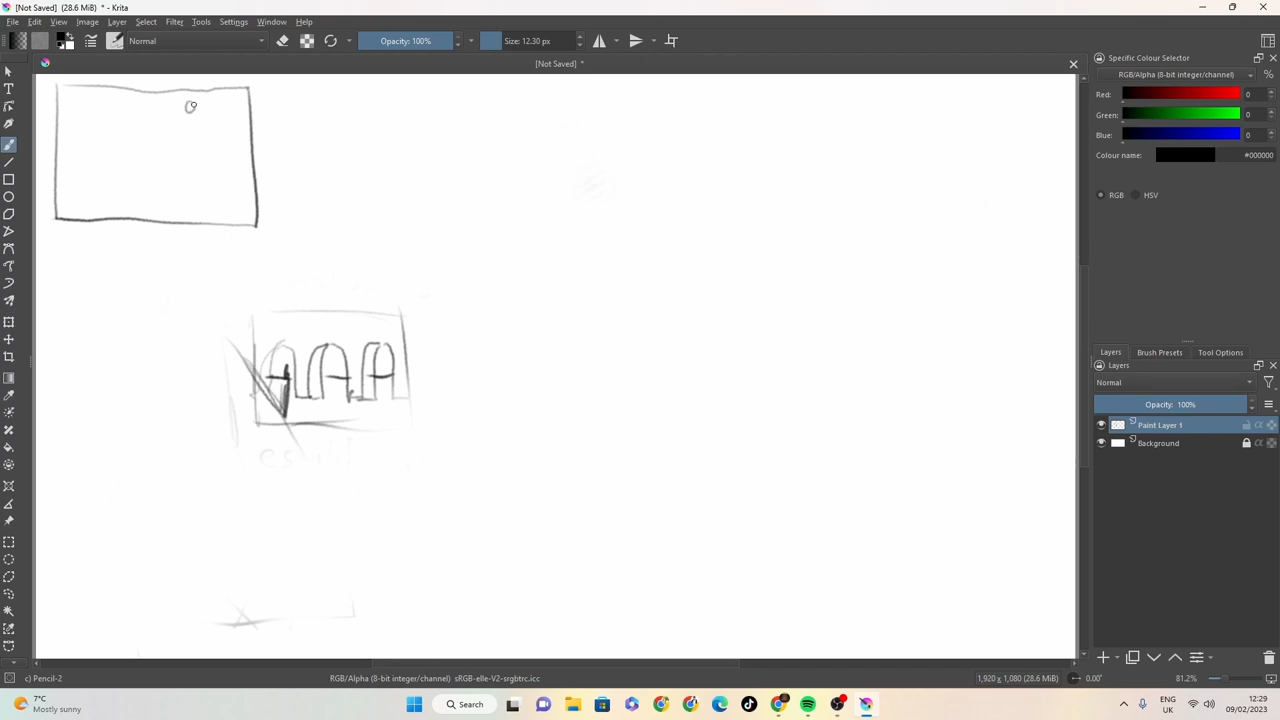 [Not Saved] (28.6 MiB) * - Krita
File Edit View Image Layer Select Filter Tools Settings Window Help
Normal Opacity: 100% Size: 12.30 px
[Not Saved] *
Specific Colour Selector
RGB/Alpha (8-bit integer/channel)
Red: 0
Green: 0
Blue: 0
Colour name: #000000
RGB HSV
Layers Brush Presets Tool Options
Layers
Normal
Opacity: 100%
Paint Layer 1
Background
c) Pencil-2 RGB/Alpha (8-bit integer/channel) sRGB-elle-V2-srgbtrc.icc 1,920 x 1,080 (28.6 MiB) 0.00° 81.2%
7°C
Mostly sunny
Search
ENG
UK
12:29
09/02/2023